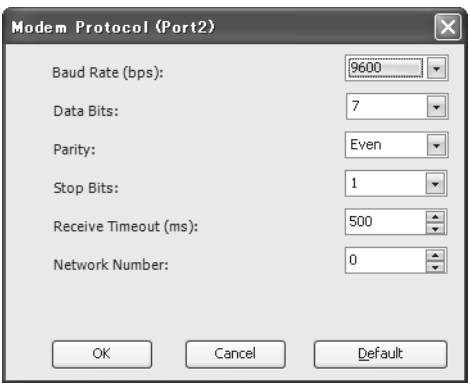 Modem Protocol (Port2)
Baud Rate (bps): 9600
Data Bits: 7
Parity: Even
Stop Bits: 1
Receive Timeout (ms): 500
Network Number: 0
OK Cancel Default